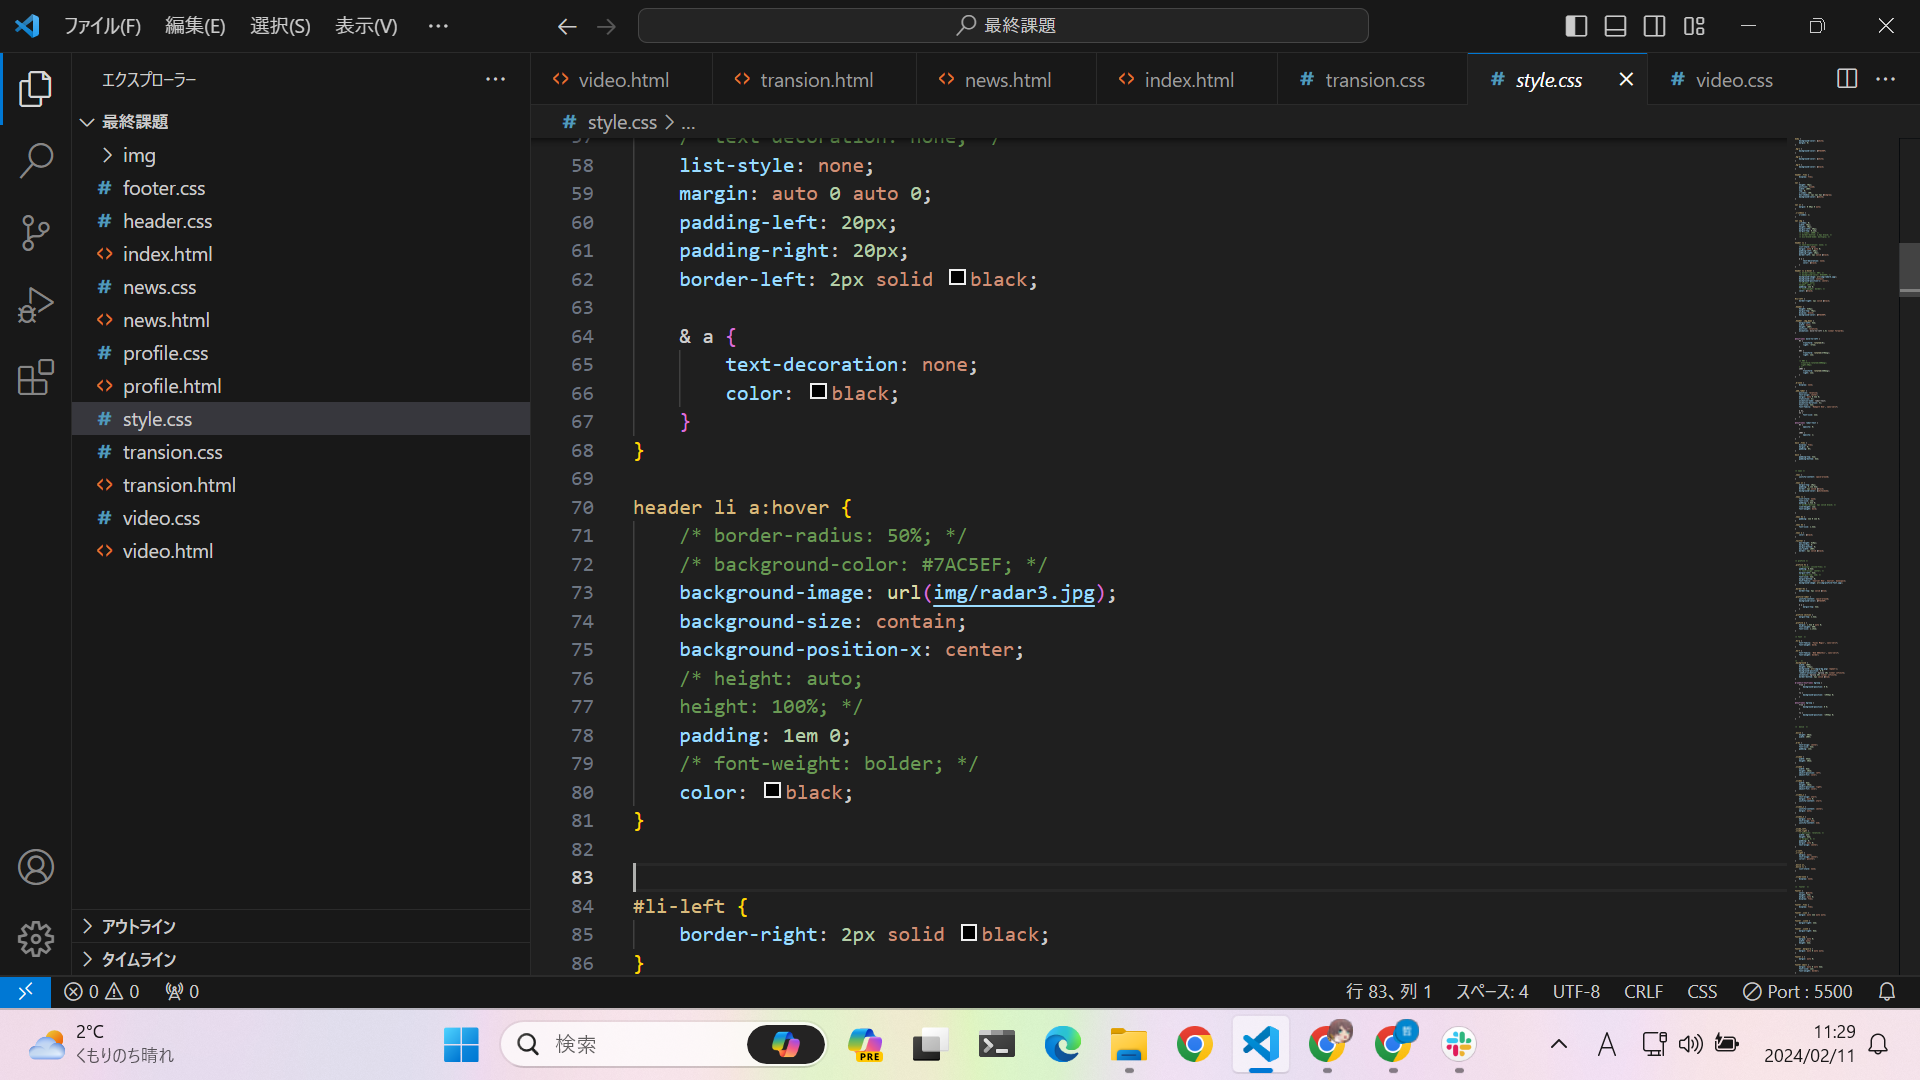 ファイル(F) 編集(E) 選択(S) 表示(V) ··· 最終課題
エクスプローラー ···
video.html transion.html news.html index.html transion.css style.css video.css ···
最終課題
img
footer.css
header.css
index.html
news.css
news.html
profile.css
profile.html
style.css
transion.css
transion.html
video.css
video.html
アウトライン
タイムライン
# style.css > ...
57 /* text-decoration: none; */
58 list-style: none;
59 margin: auto 0 auto 0;
60 padding-left: 20px;
61 padding-right: 20px;
62 border-left: 2px solid black;
63
64 & a {
65 text-decoration: none;
66 color: black;
67 }
68 }
69
70 header li a:hover {
71 /* border-radius: 50%; */
72 /* background-color: #7AC5EF; */
73 background-image: url(img/radar3.jpg);
74 background-size: contain;
75 background-position-x: center;
76 /* height: auto;
77 height: 100%; */
78 padding: 1em 0;
79 /* font-weight: bolder; */
80 color: black;
81 }
82
83
84 #li-left {
85 border-right: 2px solid black;
86 }
0 0 0 行 83、列 1 スペース: 4 UTF-8 CRLF CSS Port : 5500
2°C
くもりのち晴れ
検索
PRE
A
11:29
2024/02/11